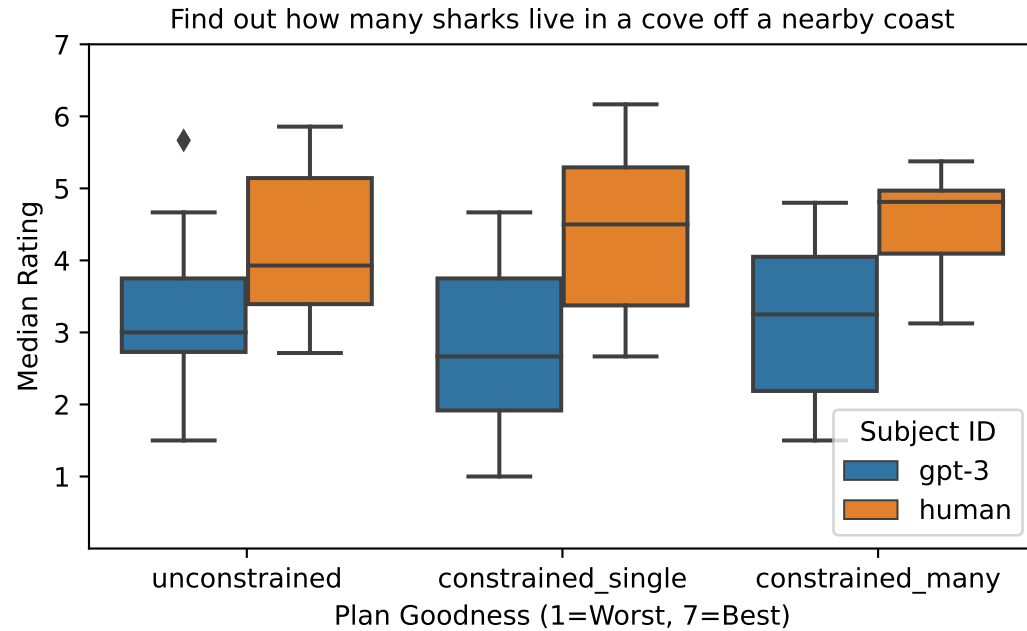 Find out how many sharks live in a cove off a nearby coast
Median Rating
7
6
5
4
3
2
1
Subject ID
gpt-3
human
unconstrained constrained_single constrained_many
Plan Goodness (1=Worst, 7=Best)